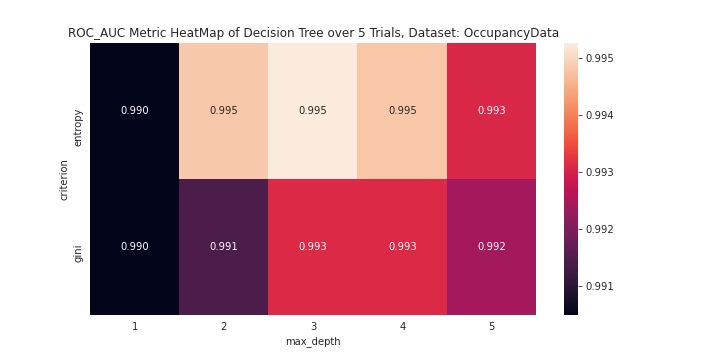 ROC_AUC Metric HeatMap of Decision Tree over 5 Trials, Dataset: OccupancyData
criterion
entropy
0.990 0.995 0.995 0.995 0.993
gini
0.990 0.991 0.993 0.993 0.992
1 2 3 4 5
max_depth
0.995
0.994
0.993
0.992
0.991